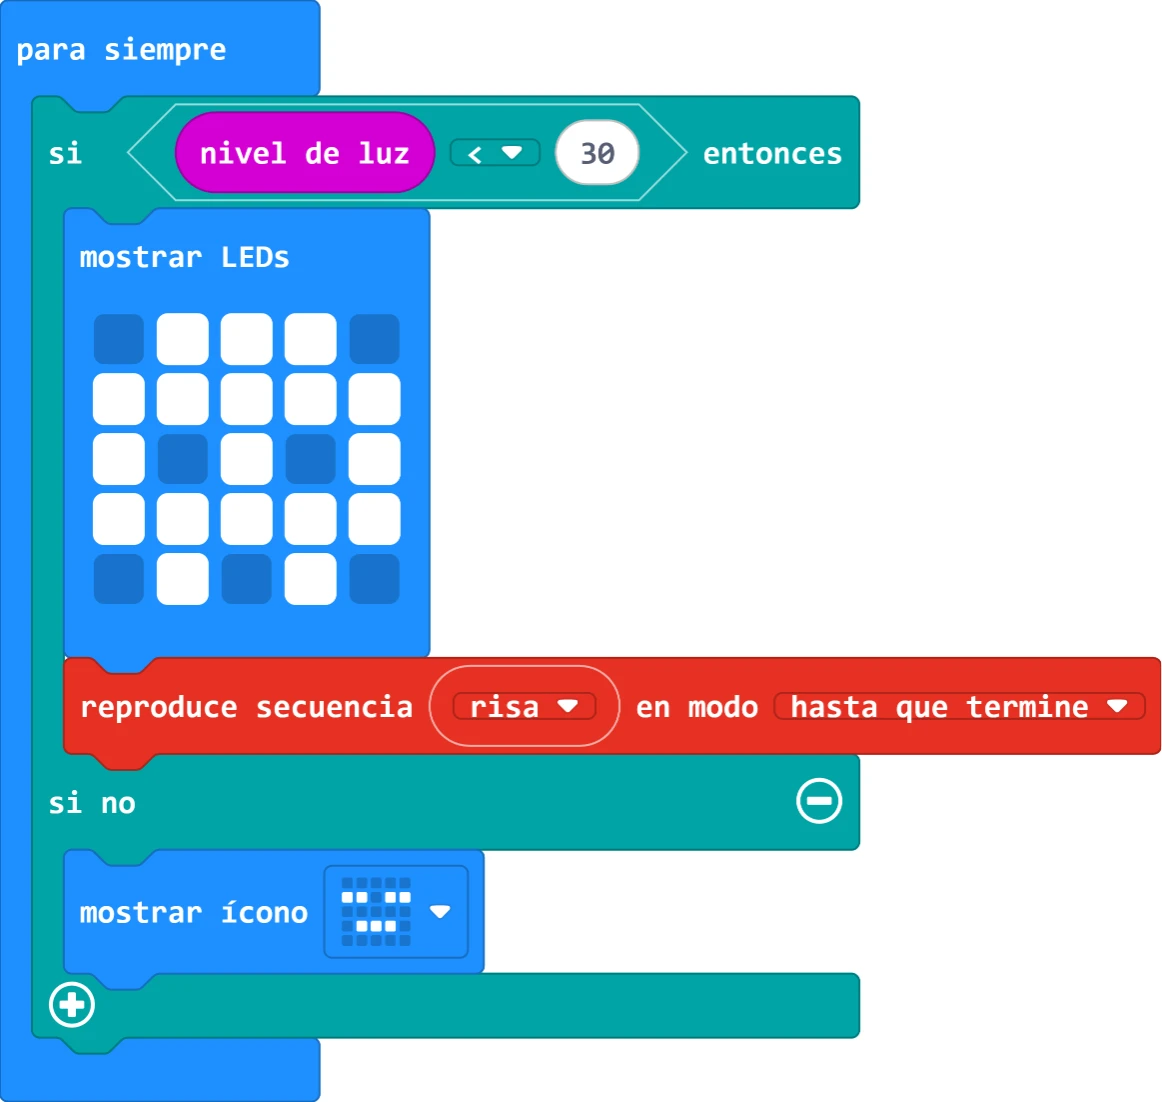 para siempre
si nivel de luz < 30 entonces
mostrar LEDs
reproduce secuencia risa en modo hasta que termine
si no
mostrar ícono